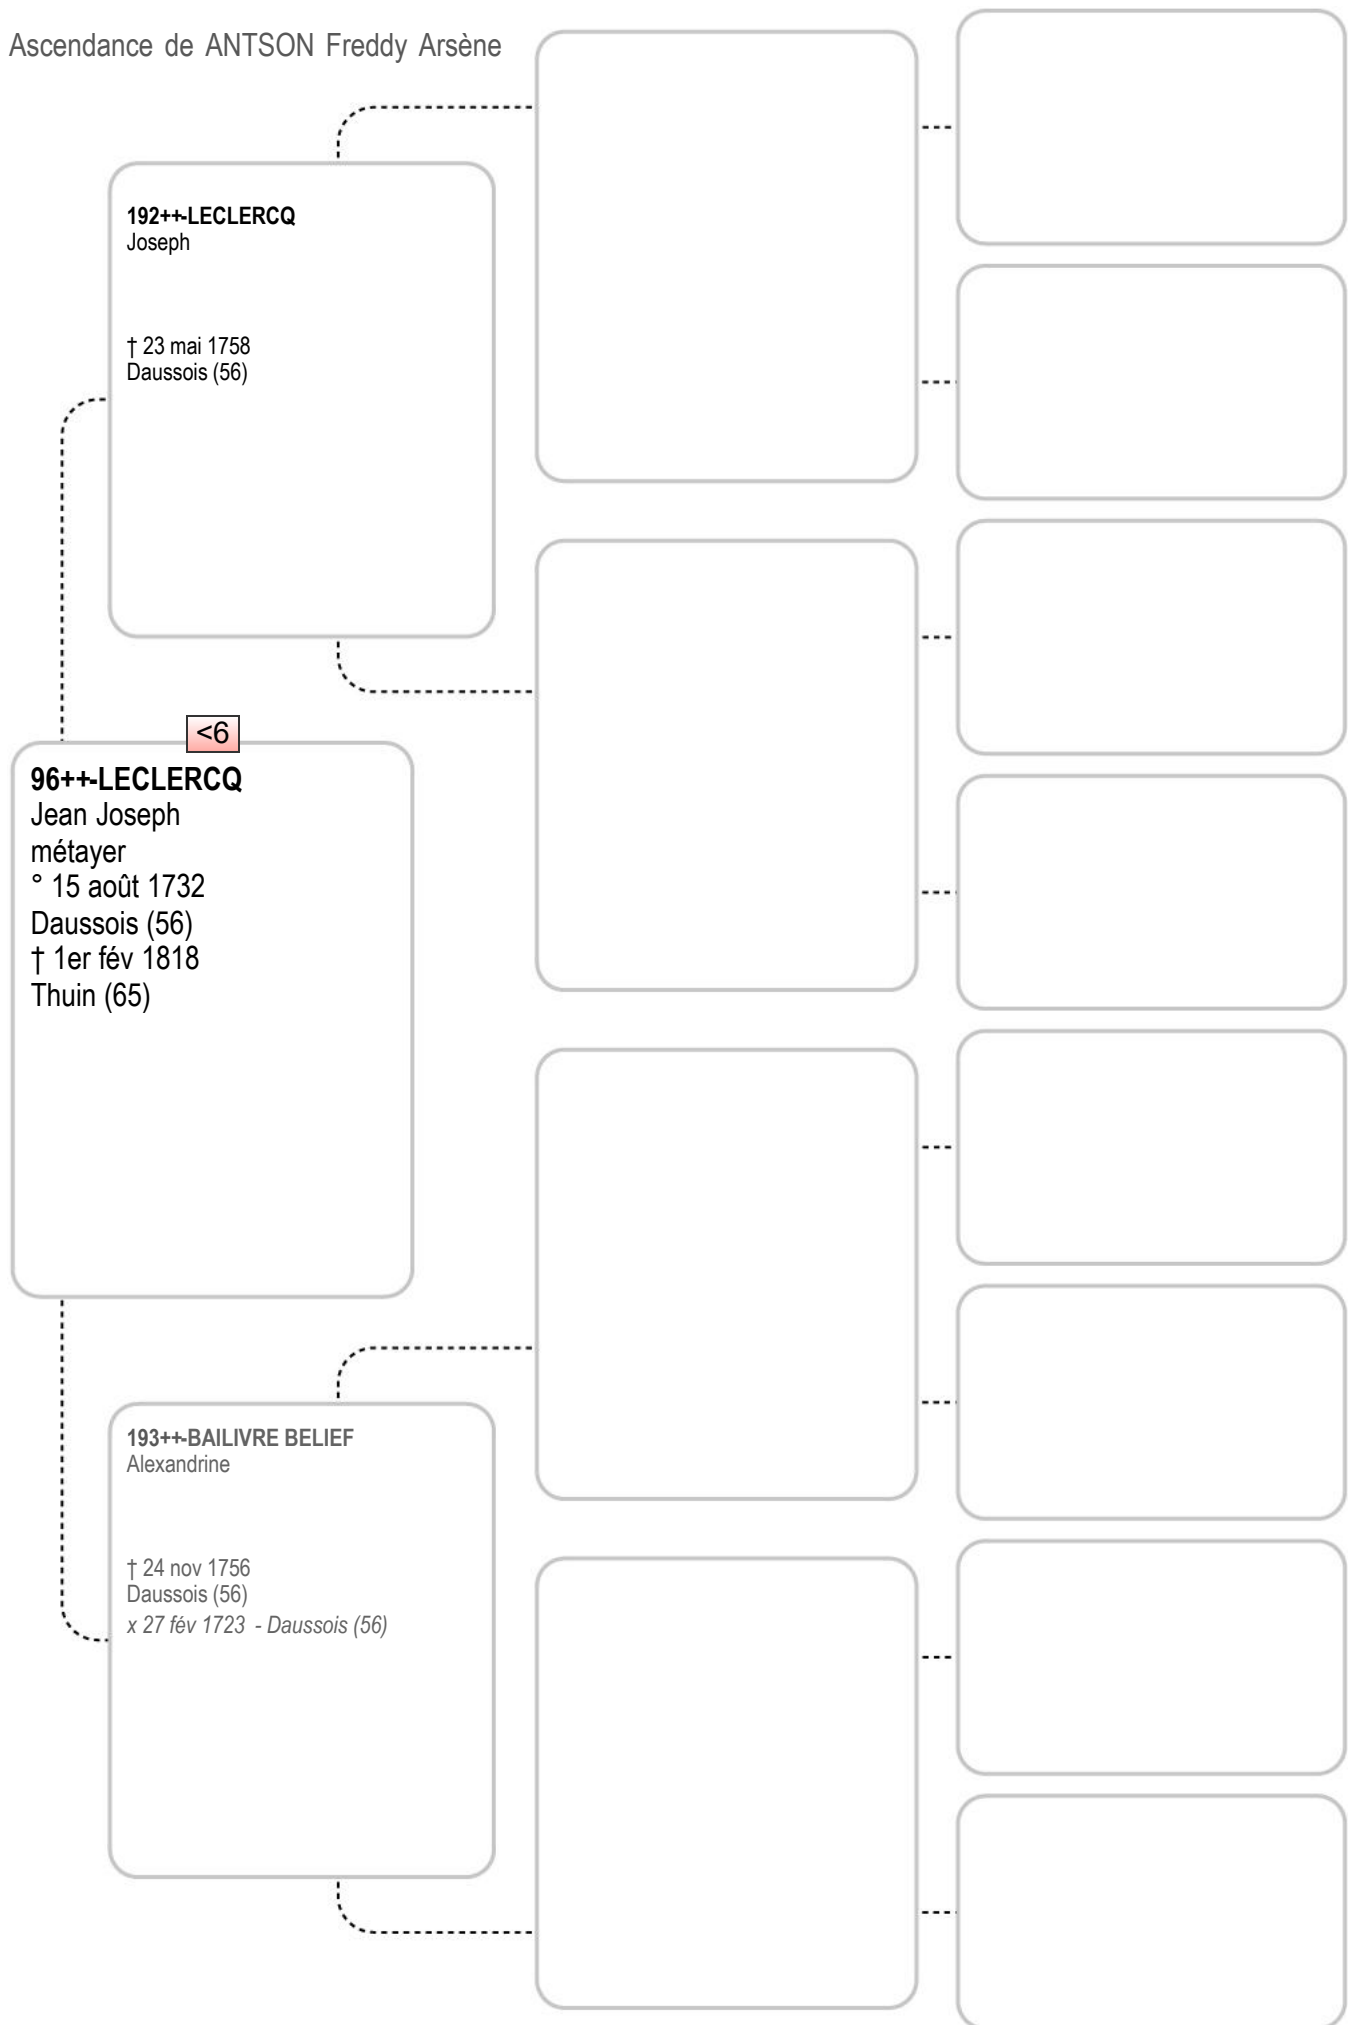 Ascendance de ANTSON Freddy Arsène
192++-LECLERCQ
Joseph
† 23 mai 1758
Daussois (56)
<6
96++-LECLERCQ
Jean Joseph
métayer
° 15 août 1732
Daussois (56)
† 1er fév 1818
Thuin (65)
193++-BAILIVRE BELIEF
Alexandrine
† 24 nov 1756
Daussois (56)
x 27 fév 1723 - Daussois (56)